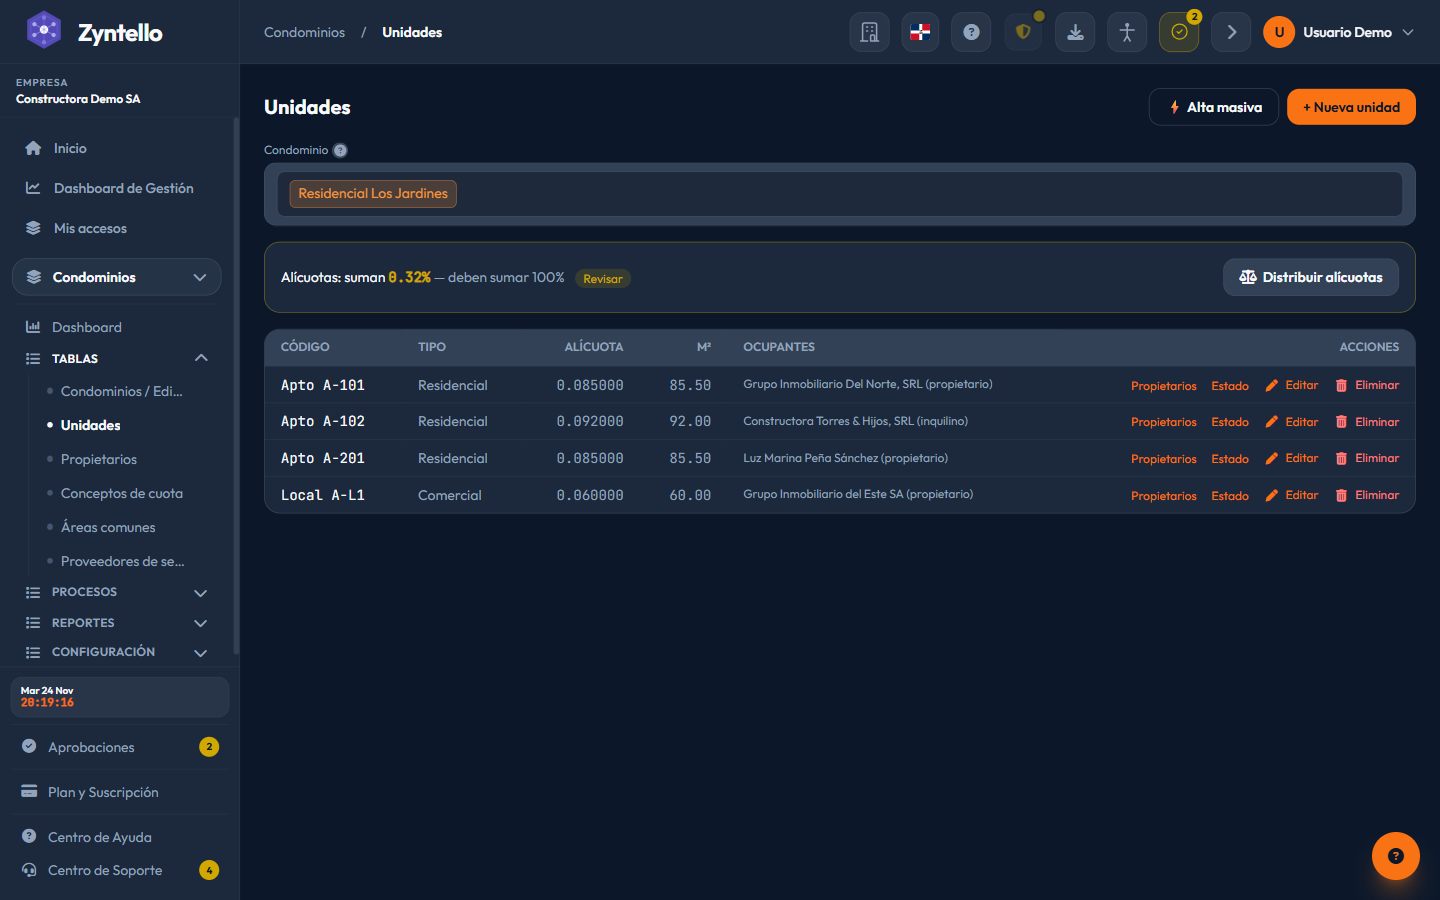 Zyntello
Condominios / Unidades
2
U
Usuario Demo
EMPRESA
Constructora Demo SA
Inicio
Dashboard de Gestión
Mis accesos
Condominios
Dashboard
TABLAS
Condominios / Edi...
Unidades
Propietarios
Conceptos de cuota
Áreas comunes
Proveedores de se...
PROCESOS
REPORTES
CONFIGURACIÓN
Mar 24 Nov
20:19:16
Aprobaciones 2
Plan y Suscripción
Centro de Ayuda
Centro de Soporte 4
Unidades
Alta masiva
+ Nueva unidad
Condominio ?
Residencial Los Jardines
Alícuotas: suman 0.32% — deben sumar 100% Revisar
Distribuir alícuotas
CÓDIGO TIPO ALÍCUOTA M² OCUPANTES ACCIONES
Apto A-101 Residencial 0.085000 85.50 Grupo Inmobiliario Del Norte, SRL (propietario) Propietarios Estado Editar Eliminar
Apto A-102 Residencial 0.092000 92.00 Constructora Torres & Hijos, SRL (inquilino) Propietarios Estado Editar Eliminar
Apto A-201 Residencial 0.085000 85.50 Luz Marina Peña Sánchez (propietario) Propietarios Estado Editar Eliminar
Local A-L1 Comercial 0.060000 60.00 Grupo Inmobiliario del Este SA (propietario) Propietarios Estado Editar Eliminar
?